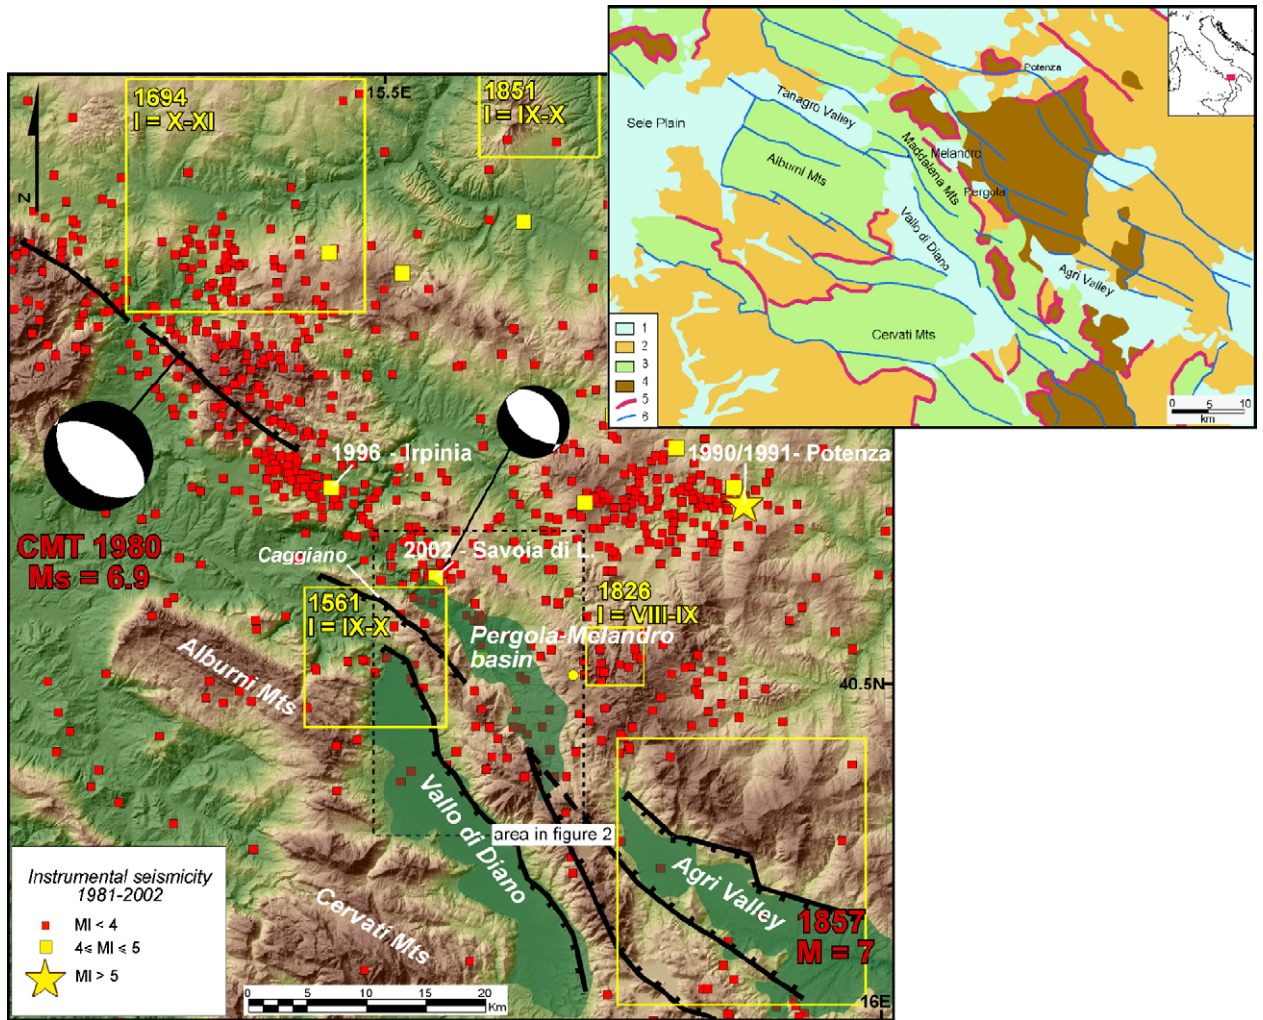 Potenza
Tanagro Valley
Sele Plain
Melandro
Maddalena Mts
Alburni Mts
Pergola
Vallo di Diano
Agri Valley
Cervati Mts
1
2
3
4
5
6
0 5 10
km
15.5E
1694
I = X-XI
1851
I = IX-X
N
1996 - Irpinia
1990/1991- Potenza
CMT 1980
Ms = 6.9
Caggiano
2002 - Savoia di L.
1561
I = IX-X
1826
I = VIII-IX
Pergola-Melandro
basin
Alburni Mts
40.5N
Vallo di Diano
area in figure 2
Agri Valley
Cervati Mts
1857
M = 7
Instrumental seismicity
1981-2002
Ml < 4
4≤ Ml ≤ 5
Ml > 5
0 5 10 15 20
Km
16E